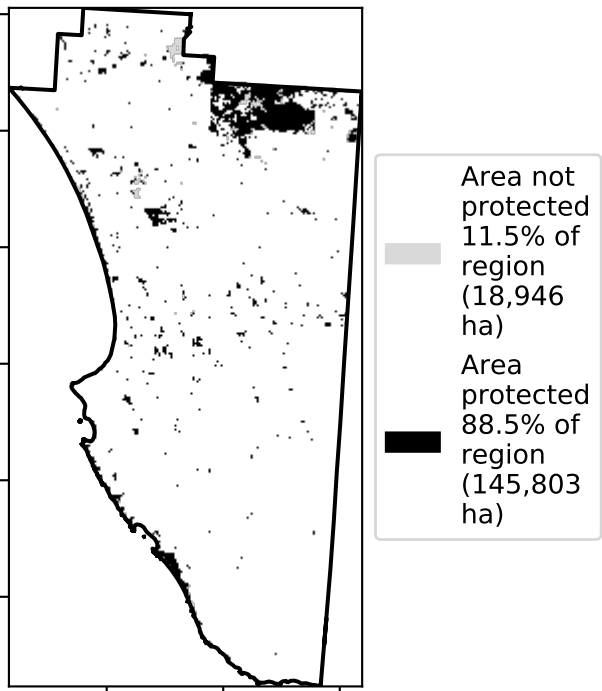 Area not
protected
11.5% of
region
(18,946
ha)
Area
protected
88.5% of
region
(145,803
ha)